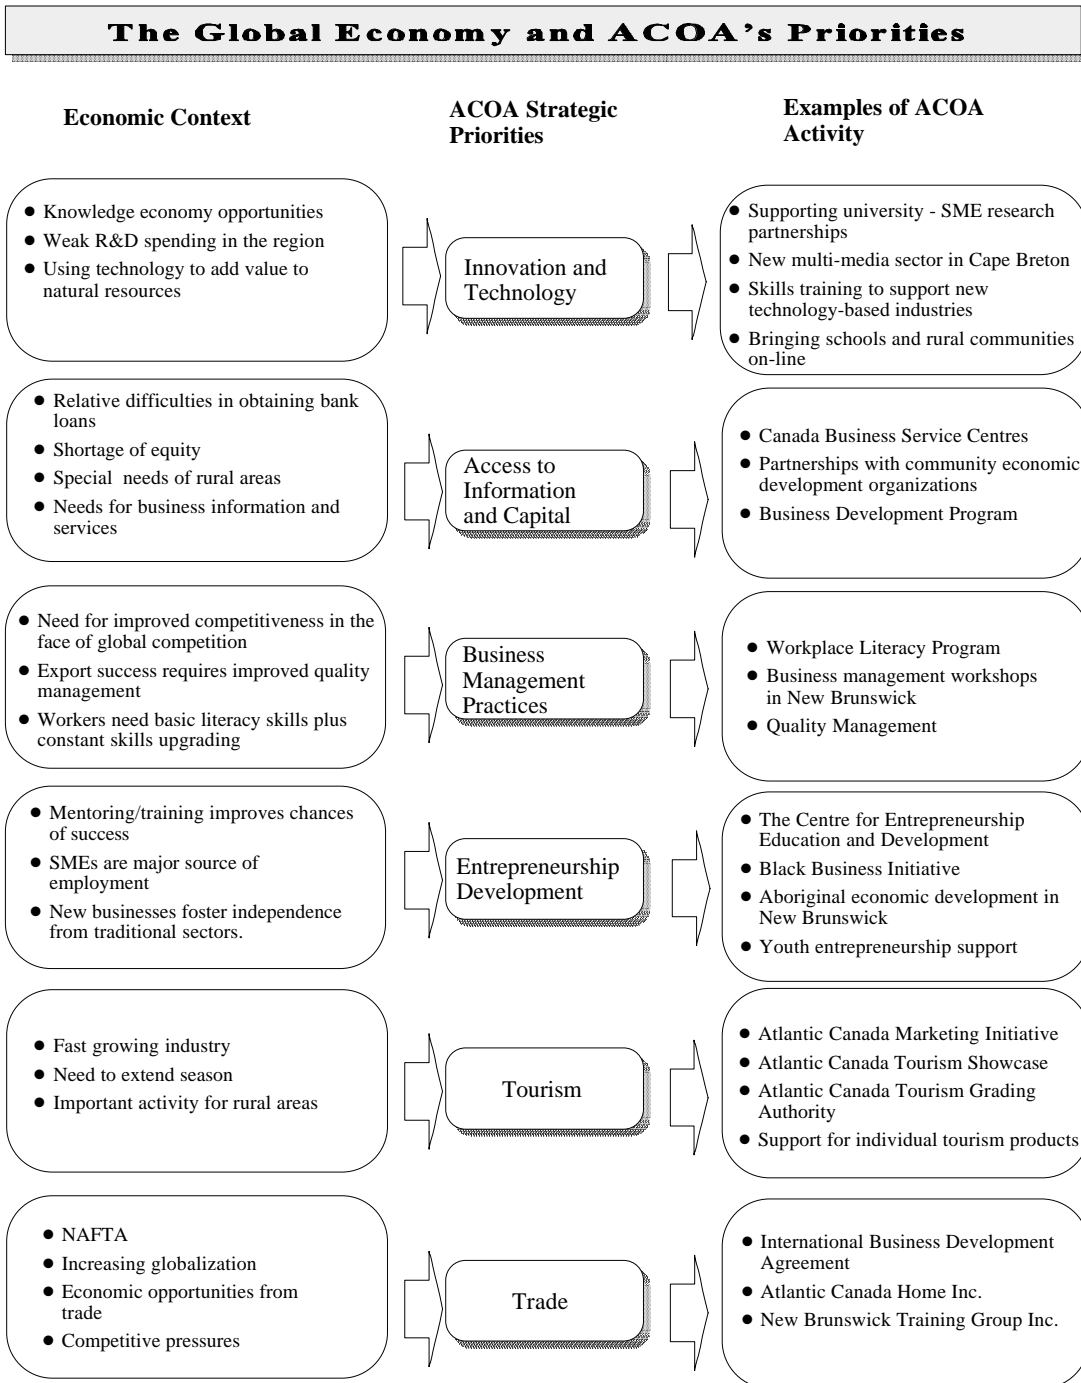 The Global Economy and ACOA's Priorities
Economic Context
ACOA Strategic
Priorities
Examples of ACOA
Activity
● Knowledge economy opportunities
● Weak R&D spending in the region
● Using technology to add value to
natural resources
Innovation and
Technology
● Supporting university - SME research
partnerships
● New multi-media sector in Cape Breton
● Skills training to support new
technology-based industries
● Bringing schools and rural communities
on-line
● Relative difficulties in obtaining bank
loans
● Shortage of equity
● Special needs of rural areas
● Needs for business information and
services
Access to
Information
and Capital
● Canada Business Service Centres
● Partnerships with community economic
development organizations
● Business Development Program
● Need for improved competitiveness in the
face of global competition
● Export success requires improved quality
management
● Workers need basic literacy skills plus
constant skills upgrading
Business
Management
Practices
● Workplace Literacy Program
● Business management workshops
in New Brunswick
● Quality Management
● Mentoring/training improves chances
of success
● SMEs are major source of
employment
● New businesses foster independence
from traditional sectors.
Entrepreneurship
Development
● The Centre for Entrepreneurship
Education and Development
● Black Business Initiative
● Aboriginal economic development in
New Brunswick
● Youth entrepreneurship support
● Fast growing industry
● Need to extend season
● Important activity for rural areas
Tourism
● Atlantic Canada Marketing Initiative
● Atlantic Canada Tourism Showcase
● Atlantic Canada Tourism Grading
Authority
● Support for individual tourism products
● NAFTA
● Increasing globalization
● Economic opportunities from
trade
● Competitive pressures
Trade
● International Business Development
Agreement
● Atlantic Canada Home Inc.
● New Brunswick Training Group Inc.